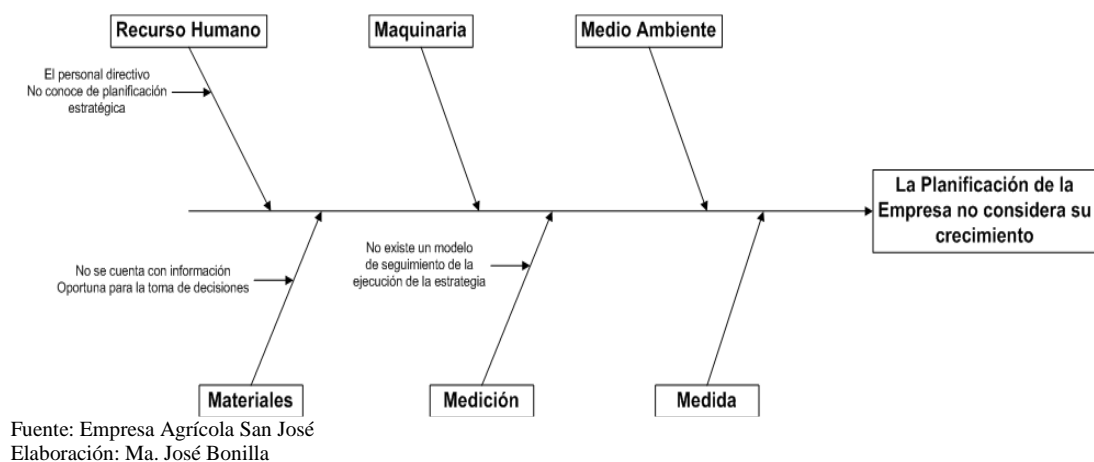 Recurso Humano
Maquinaria
Medio Ambiente
El personal directivo
No conoce de planificación
estratégica
La Planificación de la
Empresa no considera su
crecimiento
No se cuenta con información
Oportuna para la toma de decisiones
No existe un modelo
de seguimiento de la
ejecución de la estrategia
Materiales
Medición
Medida
Fuente: Empresa Agrícola San José
Elaboración: Ma. José Bonilla